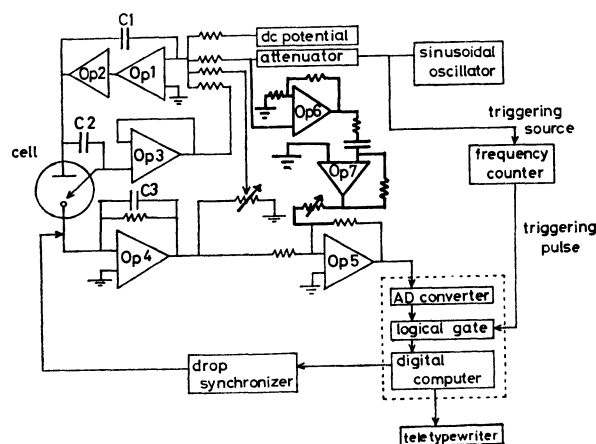 C1
dc potential
attenuator
sinusoidal
oscillator
Op2
Op1
Op6
triggering
source
C2
Op3
cell
frequency
counter
Op7
C3
triggering
pulse
Op4
Op5
AD converter
logical gate
drop
synchronizer
digital
computer
teletypewriter